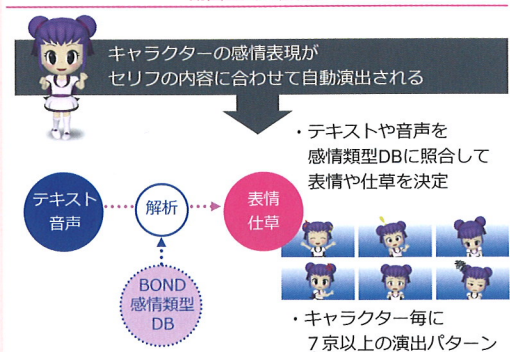 キャラクターの感情表現が
セリフの内容に合わせて自動演出される
・テキストや音声を
感情類型DBに照合して
表情や仕草を決定
テキスト
音声
解析
表情
仕草
BOND
感情類型
DB
・キャラクター毎に
７京以上の演出パターン